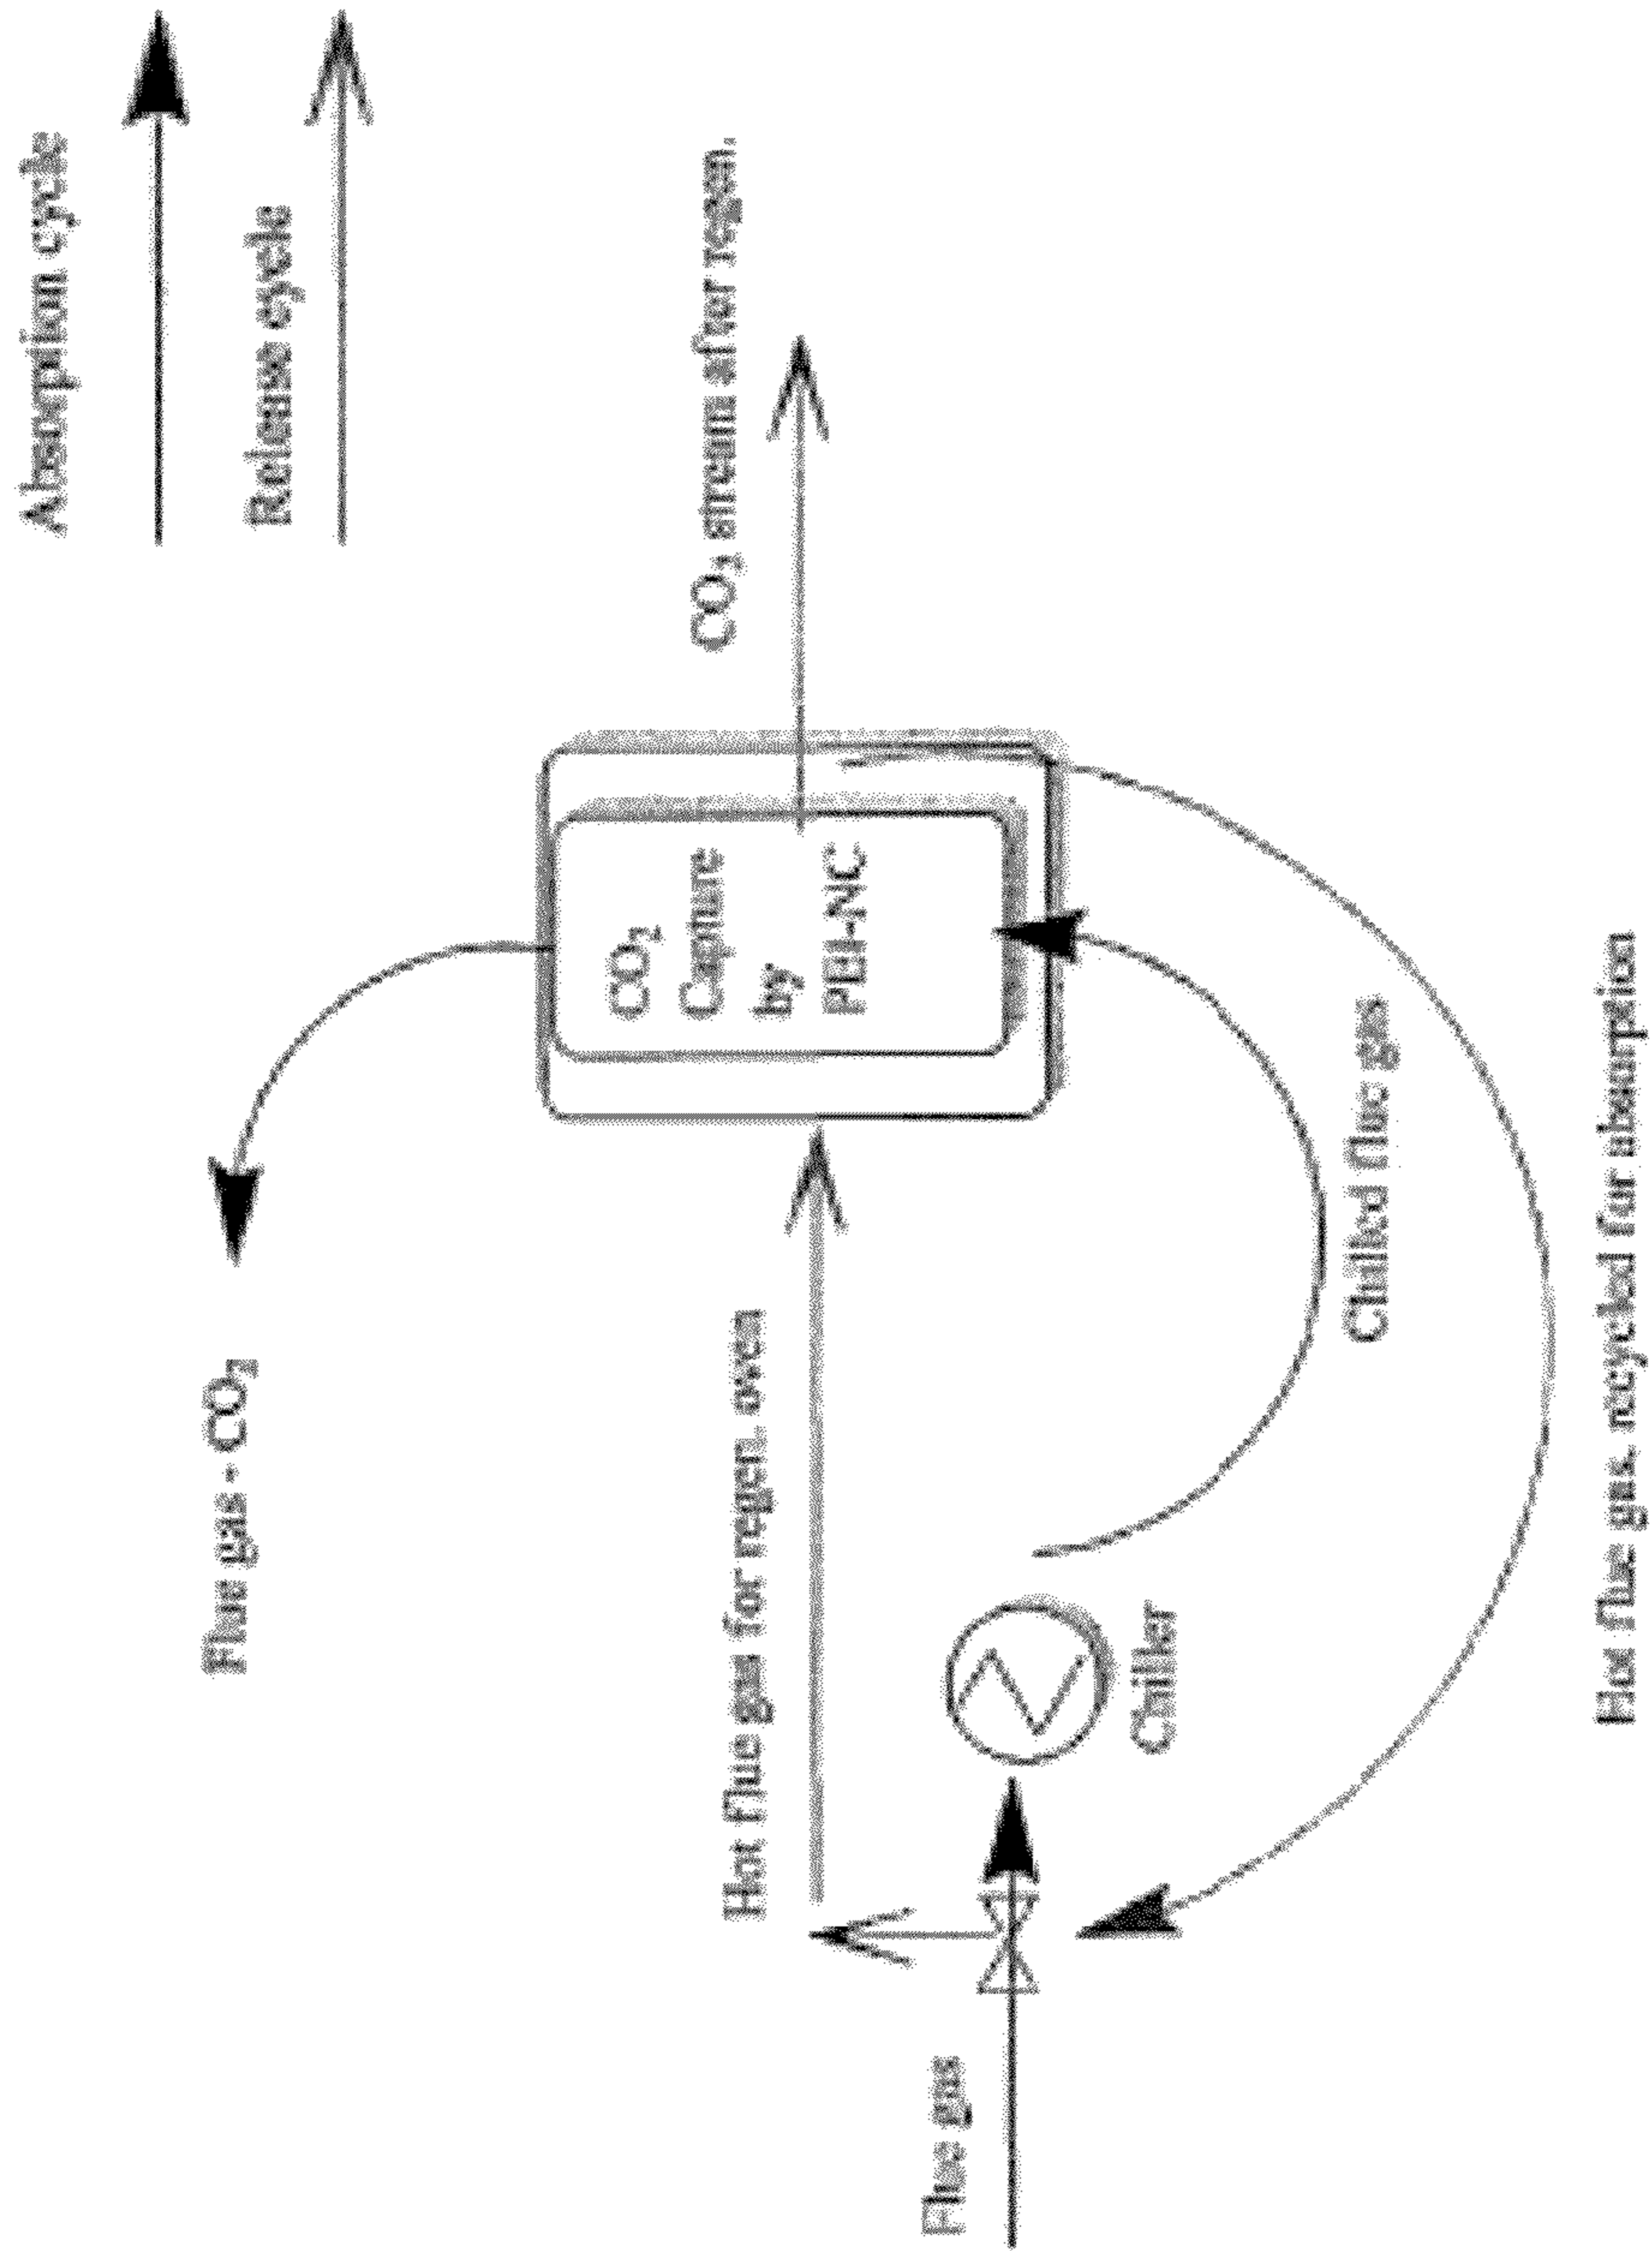 Absorption cycle
Release cycle
Flue gas - CO₂
CO₂ stream after regen.
Hot flue gas for regen. oven
CO₂
Capture
by
PEI-NC
Flue gas
Chiller
Chilled flue gas
Hot flue gas, recycled for absorption